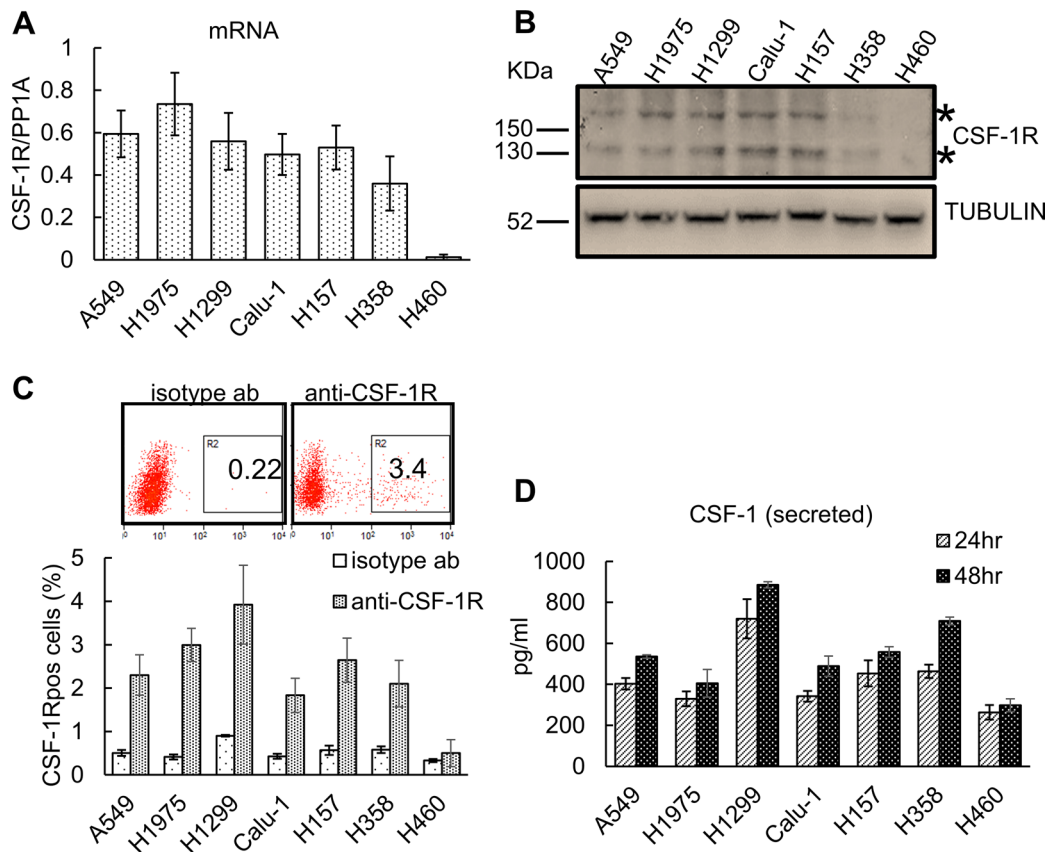 A
mRNA
CSF-1R/PP1A
1
0.8
0.6
0.4
0.2
0
A549
H1975
H1299
Calu-1
H157
H358
H460
B
KDa
A549
H1975
H1299
Calu-1
H157
H358
H460
150
130
52
*
*
CSF-1R
TUBULIN
C
isotype ab
anti-CSF-1R
R2
0.22
R2
3.4
0 10¹ 10² 10³ 10⁴
0 10¹ 10² 10³ 10⁴
CSF-1Rpos cells (%)
5
4
3
2
1
0
isotype ab
anti-CSF-1R
A549
H1975
H1299
Calu-1
H157
H358
H460
D
CSF-1 (secreted)
24hr
48hr
pg/ml
1000
800
600
400
200
0
A549
H1975
H1299
Calu-1
H157
H358
H460